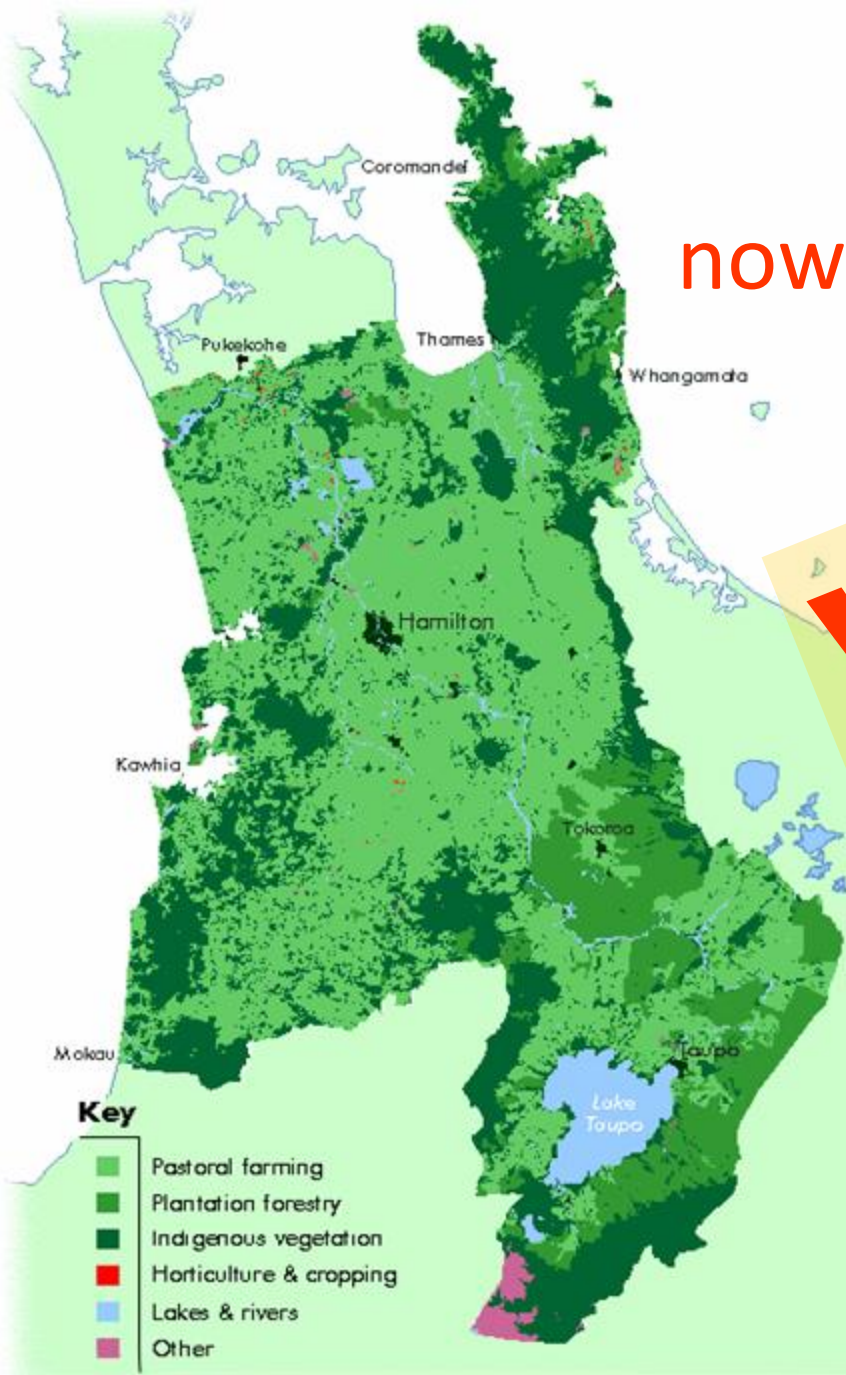 Coromandel
now
Pukekohe
Thames
Whangamata
Hamilton
Kawhia
Tokoroa
Mokau
Taupo
Lake
Taupo
Key
Pastoral farming
Plantation forestry
Indigenous vegetation
Horticulture & cropping
Lakes & rivers
Other